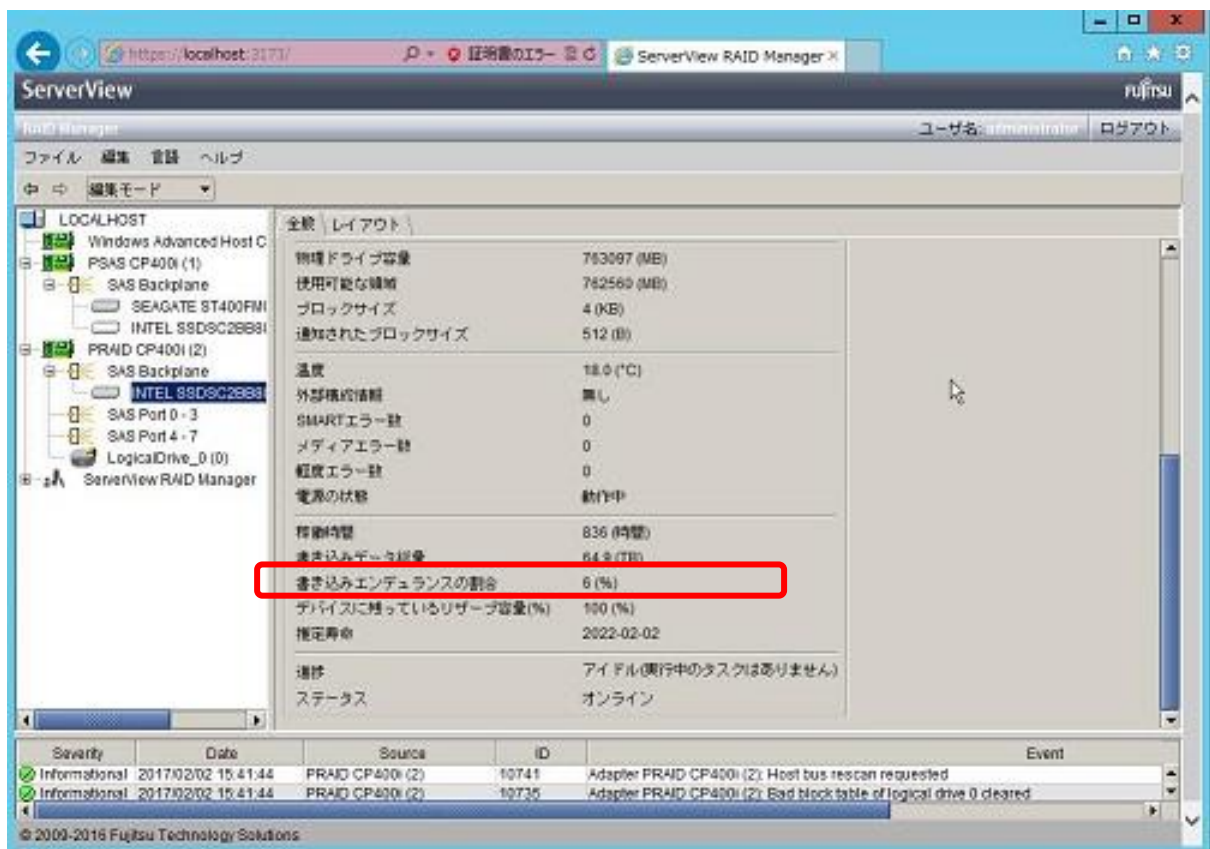 https://localhost:3173/
証明書のエラー
ServerView RAID Manager ×
ServerView
FUJITSU
RAID Manager
ユーザ名: administrator
ログアウト
ファイル 編集 言語 ヘルプ
編集モード
LOCALHOST
Windows Advanced Host C
PSAS CP400i (1)
SAS Backplane
SEAGATE ST400FM
INTEL SSDSC2BB8
PRAID CP400i (2)
SAS Backplane
INTEL SSDSC2BB8
SAS Port 0 - 3
SAS Port 4 - 7
LogicalDrive_0 (0)
ServerView RAID Manager
全般 レイアウト
物理ドライブ容量 763097 (MB)
使用可能な領域 762560 (MB)
ブロックサイズ 4 (KB)
通知されたブロックサイズ 512 (B)
温度 18.0 (°C)
外部構成情報 無し
SMARTエラー数 0
メディアエラー数 0
軽度エラー数 0
電源の状態 動作中
稼働時間 836 (時間)
書き込みデータ総量 64.9 (TB)
書き込みエンデュランスの割合 6 (%)
デバイスに残っているリザーブ容量(%) 100 (%)
推定寿命 2022-02-02
進捗 アイドル(実行中のタスクはありません)
ステータス オンライン
Severity Date Source ID Event
Informational 2017/02/02 15:41:44 PRAID CP400i (2) 10741 Adapter PRAID CP400i (2): Host bus rescan requested
Informational 2017/02/02 15:41:44 PRAID CP400i (2) 10735 Adapter PRAID CP400i (2): Bad block table of logical drive 0 cleared
© 2009-2016 Fujitsu Technology Solutions